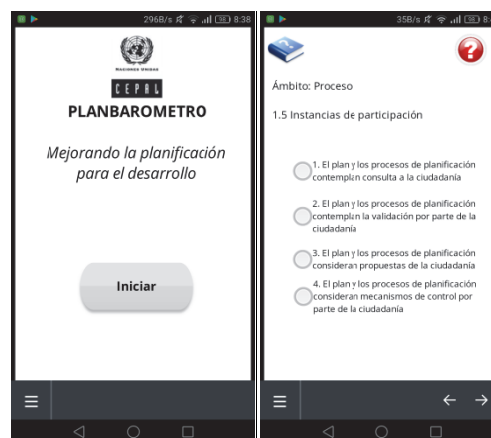 296B/s 98 8:38
NACIONES UNIDAS
CEPAL
PLANBAROMETRO
Mejorando la planificación
para el desarrollo
Iniciar
35B/s 98
?
Ámbito: Proceso
1.5 Instancias de participación
1. El plan y los procesos de planificación
contemplan consulta a la ciudadanía
2. El plan y los procesos de planificación
contemplan la validación por parte de la
ciudadanía
3. El plan y los procesos de planificación
consideran propuestas de la ciudadanía
4. El plan y los procesos de planificación
consideran mecanismos de control por
parte de la ciudadanía